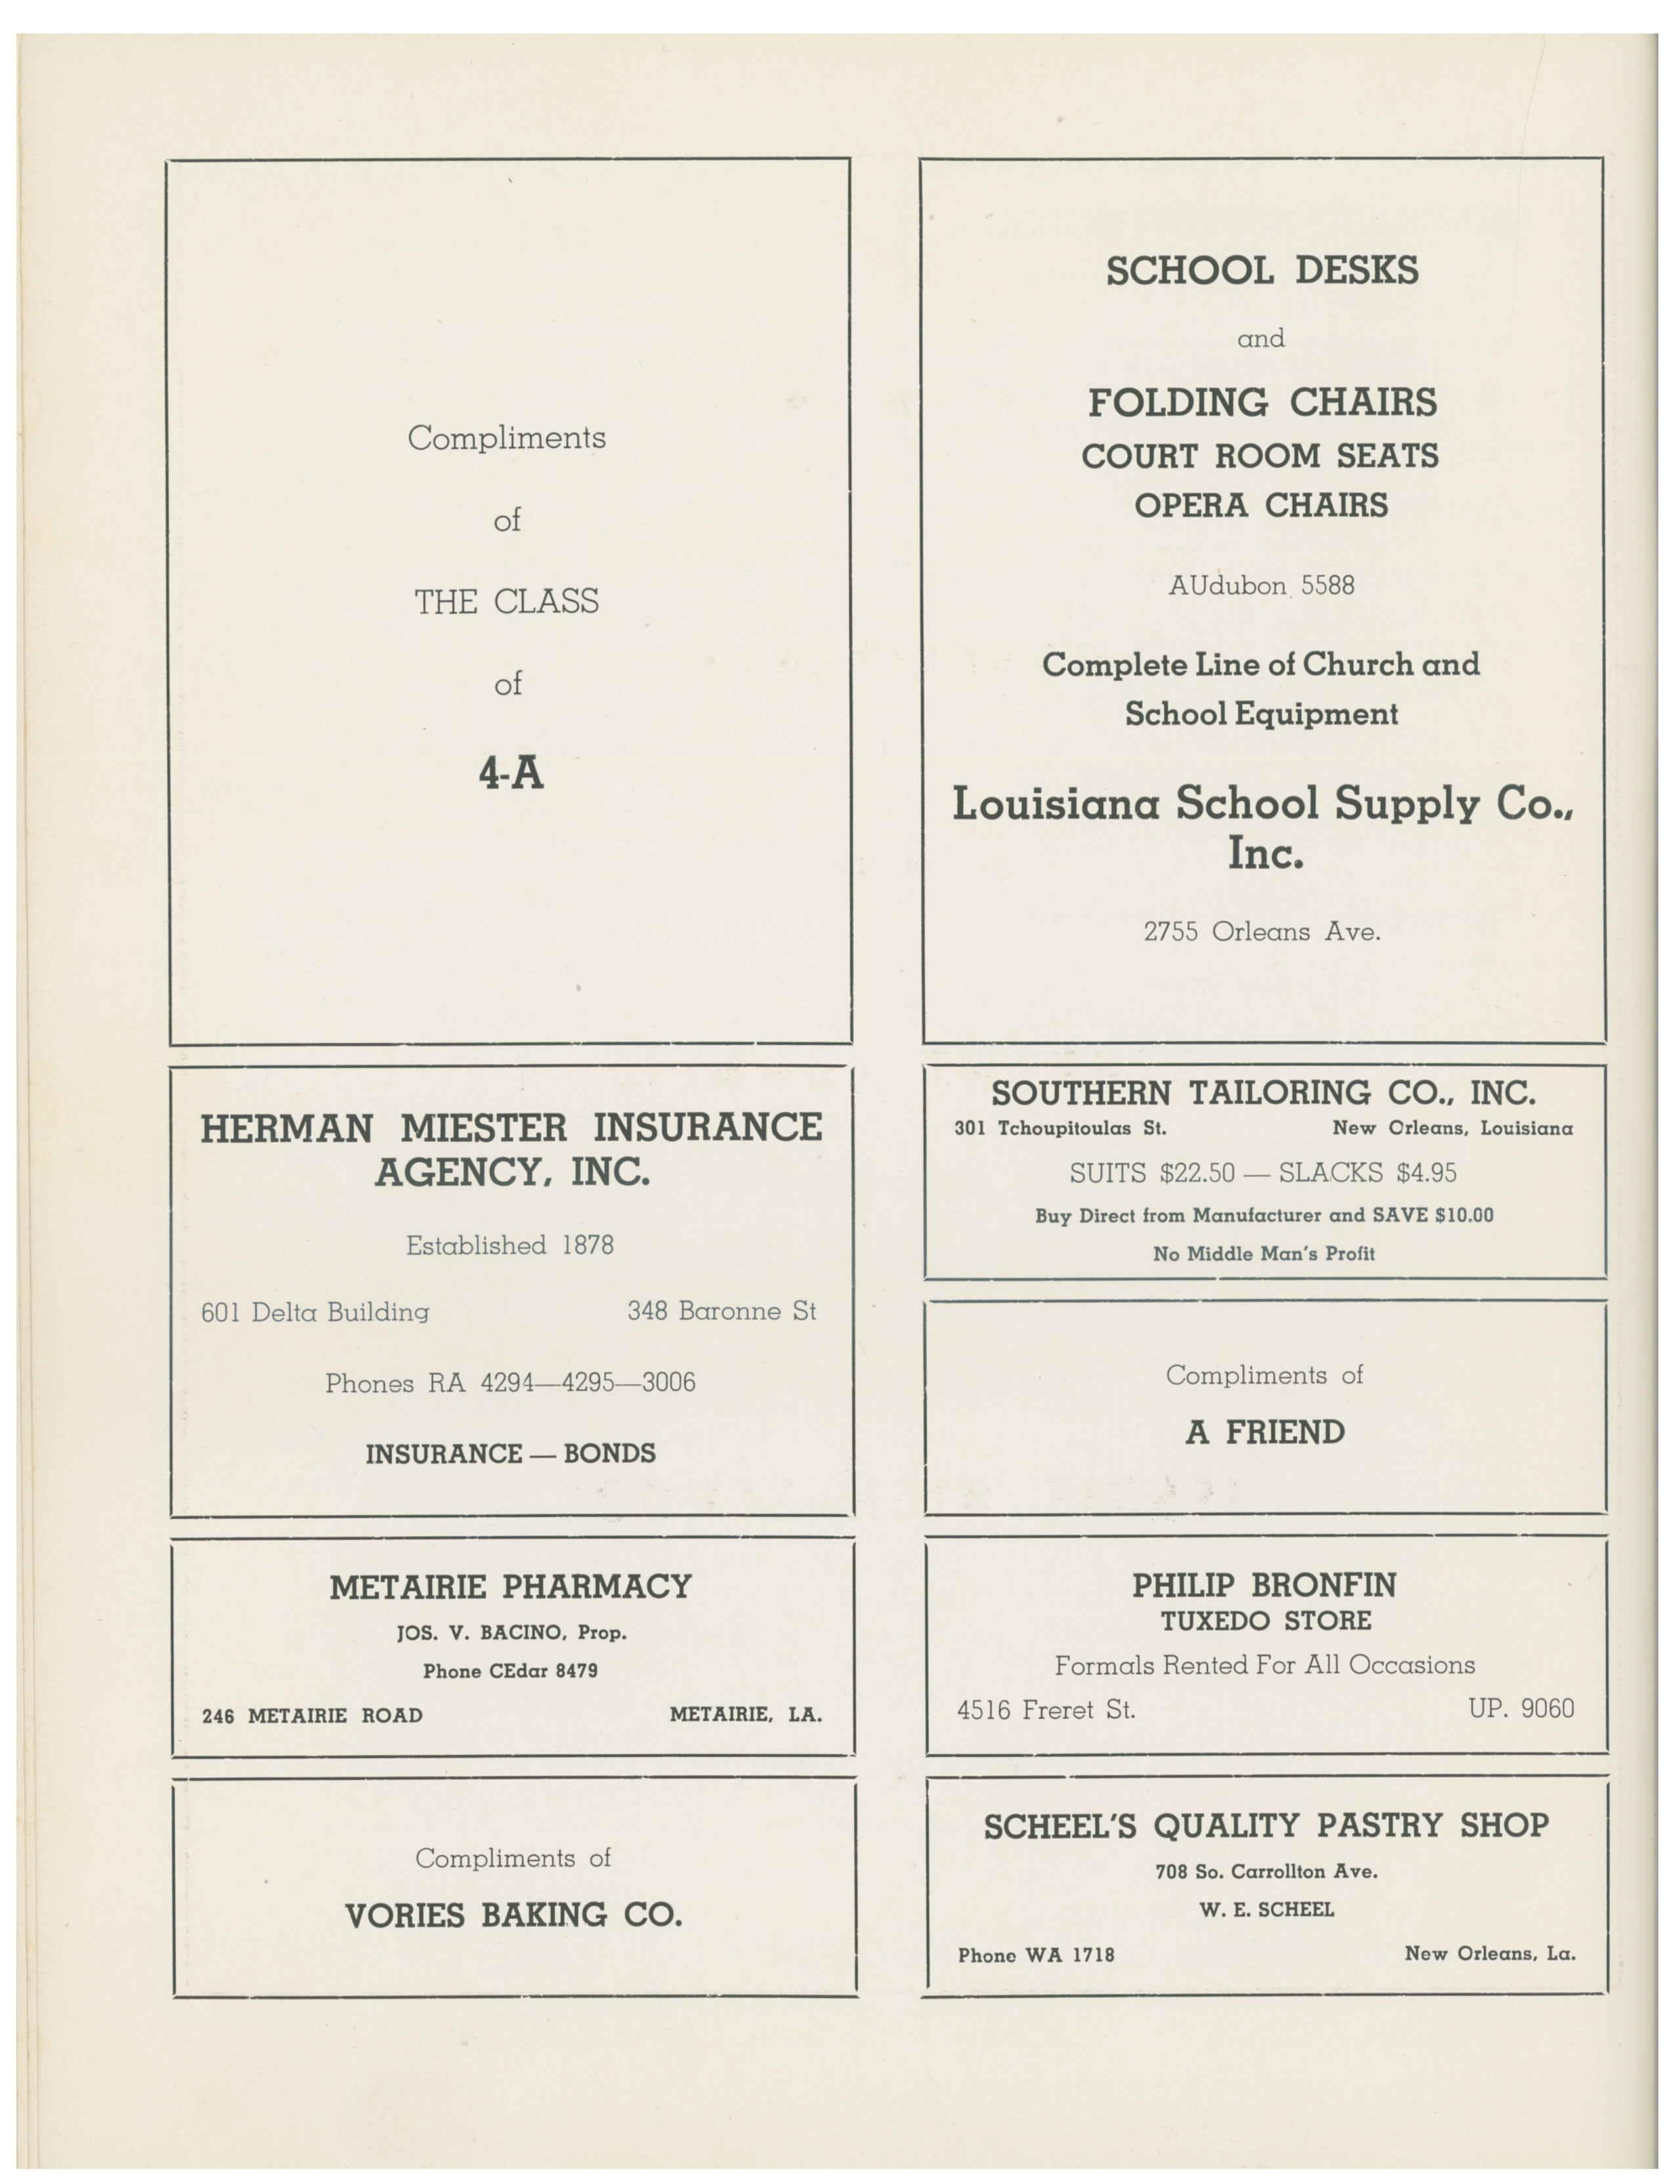 Compliments
of
THE CLASS
of
4-A
SCHOOL DESKS
and
FOLDING CHAIRS
COURT ROOM SEATS
OPERA CHAIRS
AUdubon 5588
Complete Line of Church and
School Equipment
Louisiana School Supply Co.,
Inc.
2755 Orleans Ave.
HERMAN MIESTER INSURANCE
AGENCY, INC.
Established 1878
601 Delta Building 348 Baronne St
Phones RA 4294—4295—3006
INSURANCE — BONDS
SOUTHERN TAILORING CO., INC.
301 Tchoupitoulas St. New Orleans, Louisiana
SUITS $22.50 — SLACKS $4.95
Buy Direct from Manufacturer and SAVE $10.00
No Middle Man's Profit
Compliments of
A FRIEND
METAIRIE PHARMACY
JOS. V. BACINO, Prop.
Phone CEdar 8479
246 METAIRIE ROAD METAIRIE, LA.
PHILIP BRONFIN
TUXEDO STORE
Formals Rented For All Occasions
4516 Freret St. UP. 9060
Compliments of
VORIES BAKING CO.
SCHEEL'S QUALITY PASTRY SHOP
708 So. Carrollton Ave.
W. E. SCHEEL
Phone WA 1718 New Orleans, La.